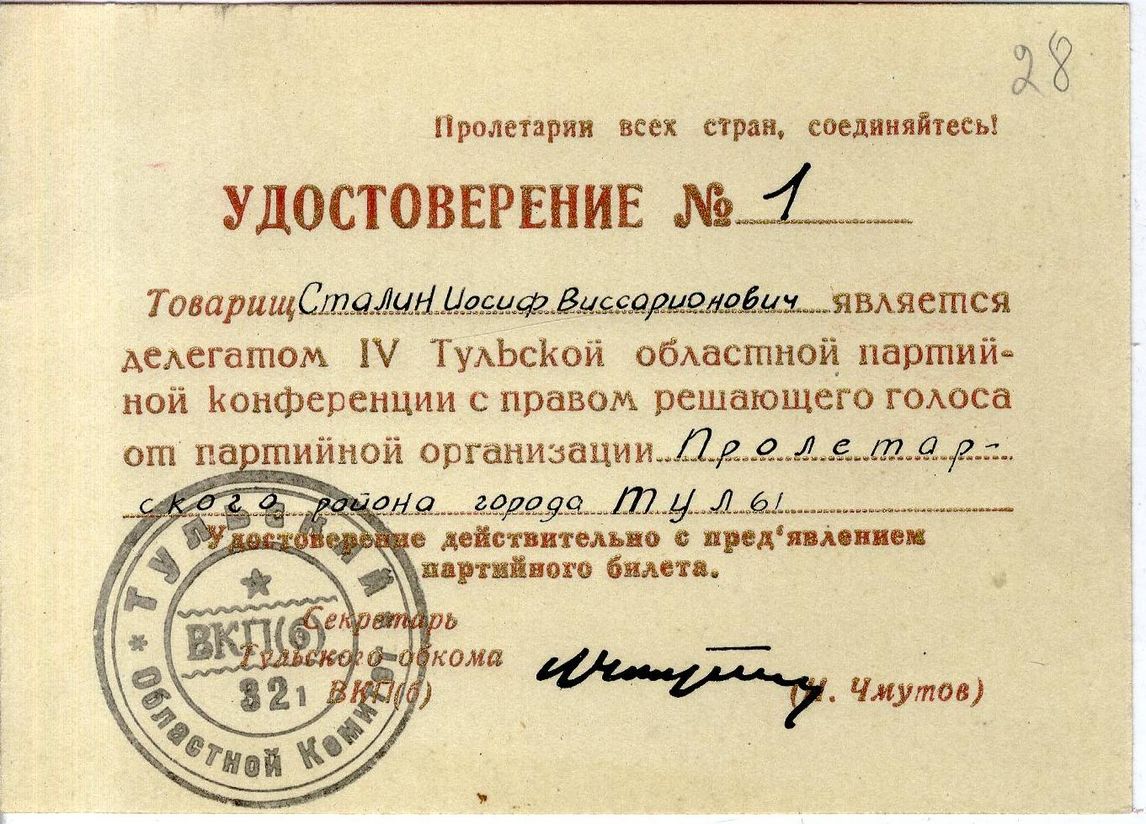 28
Пролетарии всех стран, соединяйтесь!
УДОСТОВЕРЕНИЕ № 1
Товарищ Сталин Иосиф Виссарионович является
делегатом IV Тульской областной партий-
ной конференции с правом решающего голоса
от партийной организации Пролетар-
ского района города Тулы
Удостоверение действительно с пред‘явлением
партийного билета.
Секретарь
Тульского обкома
ВКП(б)
(Н. Чмутов)
Тульский
Областной Комитет
ВКП(б)
321